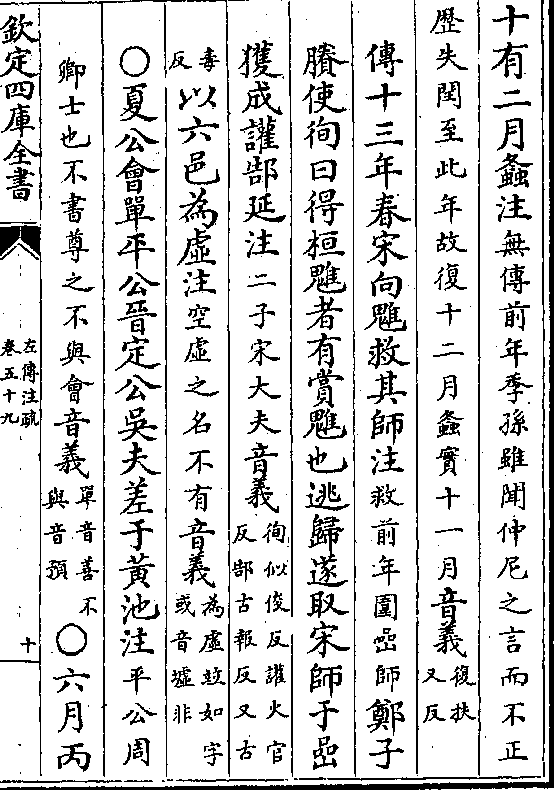 十有二月螽注無傳前年季孫雖聞仲尼之言而不正
歷失閏至此年故復十二月螽實十一月音義復扶又反
傳十三年春宋向魋救其師注救前年圍嵒師鄭子
賸使徇曰得桓魋者有賞魋也逃歸遂取宋師于嵒
獲成讙郜延注二子宋大夫音義徇似俊反讙火官反郜古報反又古
毒反以六邑為虛注空虛之名不有音義為虛並如字或音墟非
○夏公會單平公晉定公吳夫差于黃池注平公周
卿士也不書尊之不與會音義單音善不與音預○六月丙
欽定四庫全書
左傳注疏
卷五十九
十